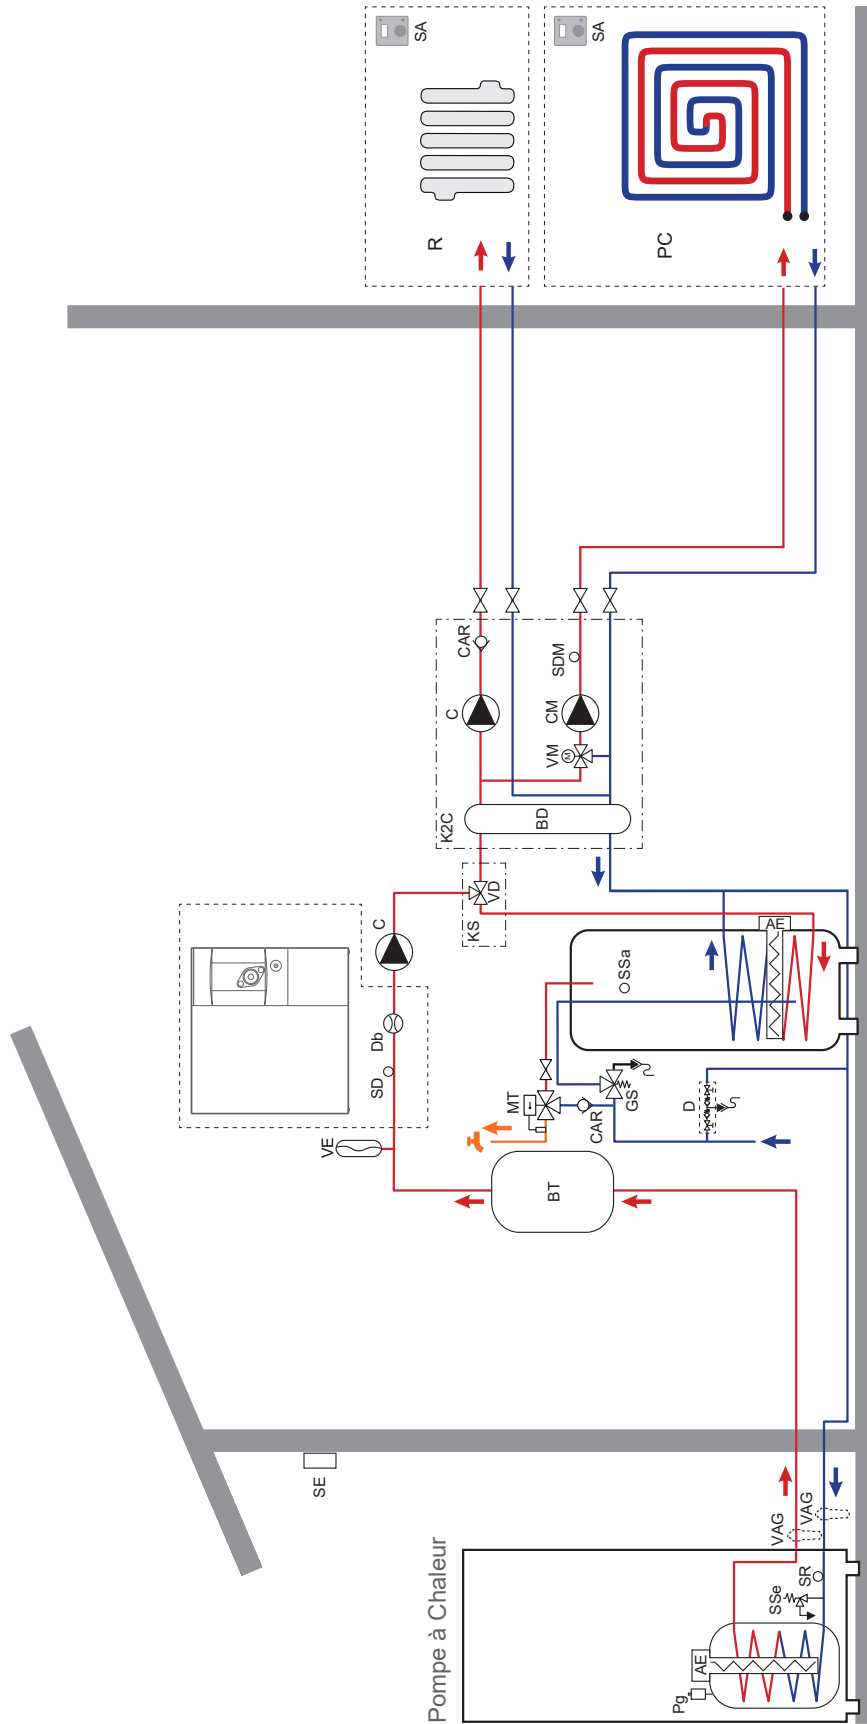 SA
SA
R
PC
CAR
SDM
C
CM
VM
M
K2C
BD
VD
KS
C
AE
SSa
Db
SD
MT
GS
CAR
D
VE
BT
SE
VAG
VAG
Pompe à Chaleur
SR
SSe
AE
Pg